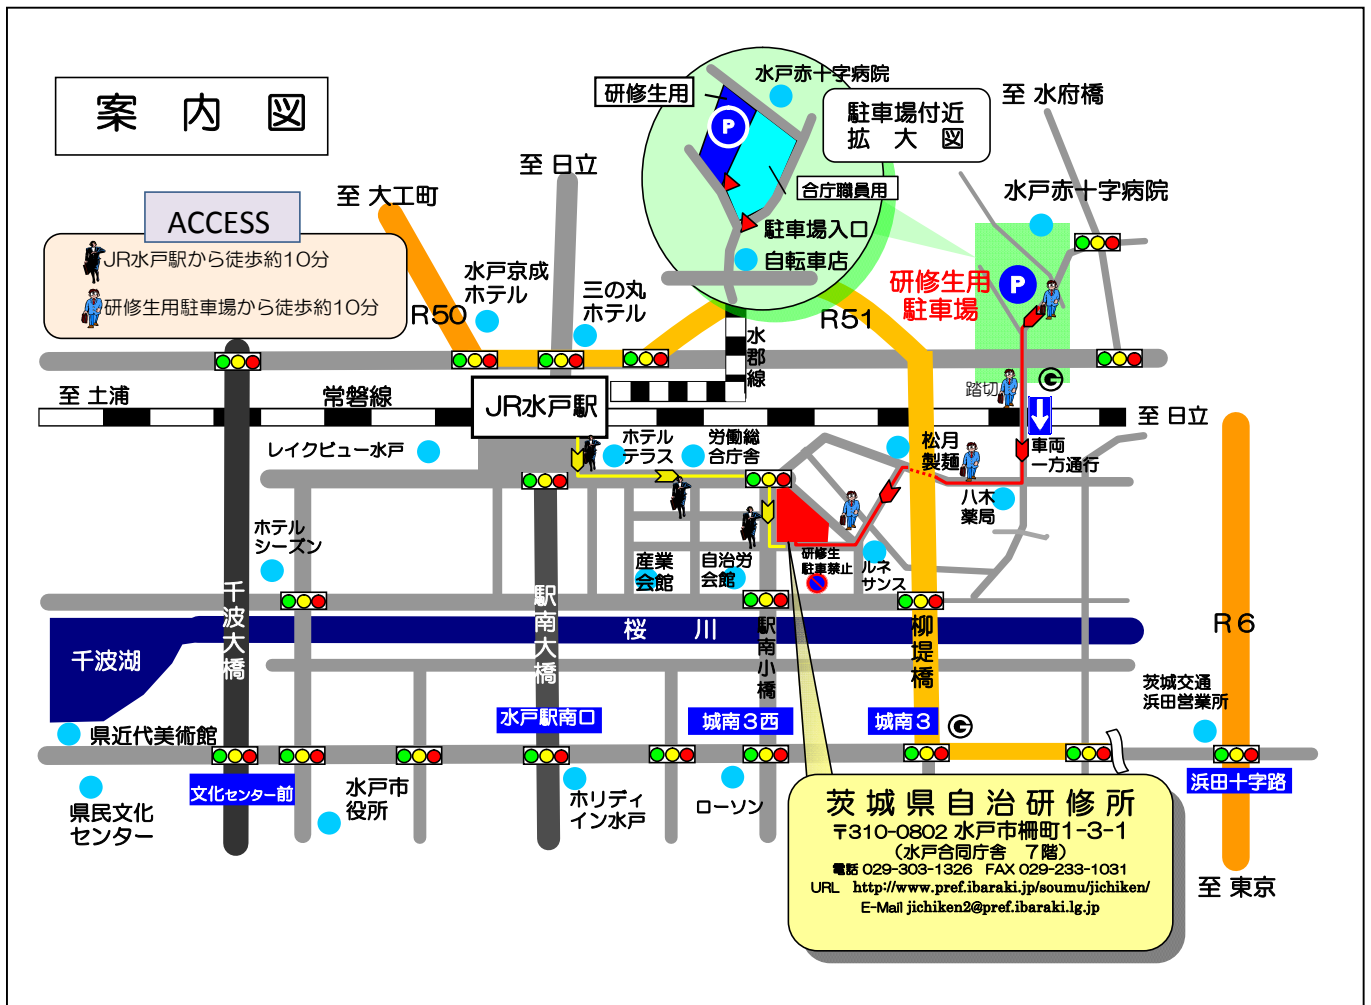 案 内 図
ACCESS
JR水戸駅から徒歩約10分
研修生用駐車場から徒歩約10分
水戸赤十字病院
研修生用
P
合庁職員用
駐車場入口
自転車店
駐車場付近
拡 大 図
至 水府橋
水戸赤十字病院
至 日立
至 大工町
水戸京成
ホテル
三の丸
ホテル
R50
R51
研修生用
駐車場
P
水郡線
至 土浦
常磐線
JR水戸駅
踏切
G
至 日立
レイクビュー水戸
ホテル
テラス
労働総
合庁舎
松月
製麺
車両
一方通行
八木
薬局
ホテル
シーズン
産業
会館
自治労
会館
研修生
駐車禁止
ルネ
サンス
千波大橋
駅南大橋
桜 川
駅南小橋
柳堤橋
R6
千波湖
茨城交通
浜田営業所
水戸駅南口
城南3西
城南3
G
県近代美術館
文化センター前
浜田十字路
県民文化
センター
水戸市
役所
ホリディ
イン水戸
ローソン
茨城県自治研修所
〒310-0802 水戸市柵町1-3-1
(水戸合同庁舎 7階)
電話 029-303-1326 FAX 029-233-1031
URL http://www.pref.ibaraki.jp/soumu/jichiken/
E-Mail jichiken2@pref.ibaraki.lg.jp
至 東京